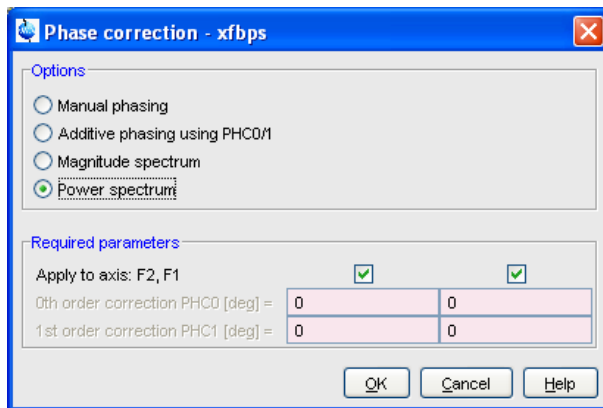 Phase correction - xfbps
Options
Manual phasing
Additive phasing using PHC0/1
Magnitude spectrum
Power spectrum
Required parameters
Apply to axis: F2, F1
0th order correction PHC0 [deg] = 0 0
1st order correction PHC1 [deg] = 0 0
OK Cancel Help